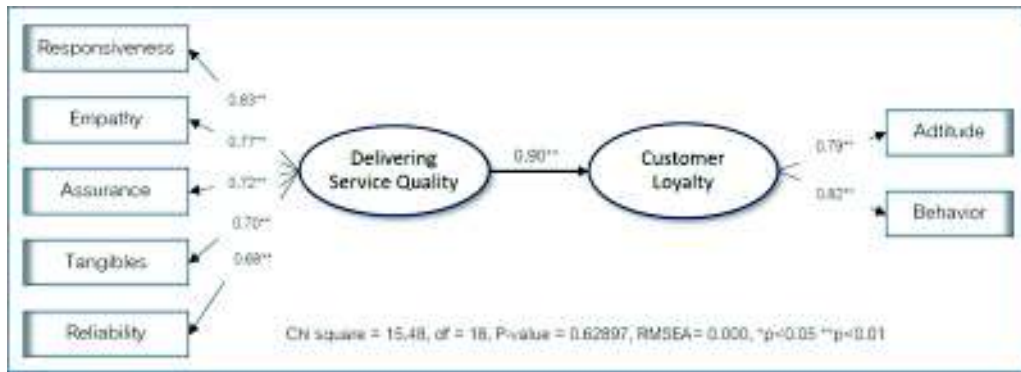 Responsiveness
0.83**
Empathy
0.77**
Assurance
0.72**
Tangibles
0.70**
Reliability
0.68**
Delivering
Service Quality
0.90**
Customer
Loyalty
0.79**
Adtitude
0.82**
Behavior
Chi square = 15.48, df = 18, P-value = 0.62897, RMSEA= 0.000, *p<0.05 **p<0.01